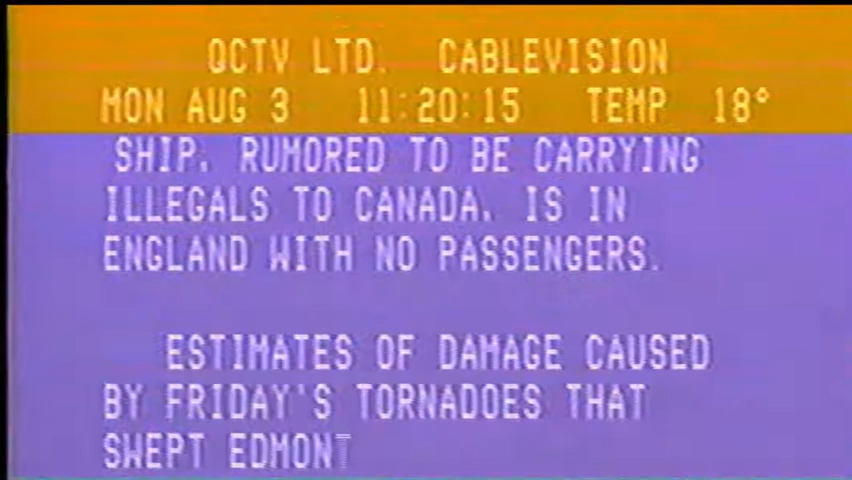 QCTV LTD. CABLEVISION
MON AUG 3 11:20:15 TEMP 18°
SHIP, RUMORED TO BE CARRYING
ILLEGALS TO CANADA, IS IN
ENGLAND WITH NO PASSENGERS.
ESTIMATES OF DAMAGE CAUSED
BY FRIDAY'S TORNADOES THAT
SWEPT EDMONT